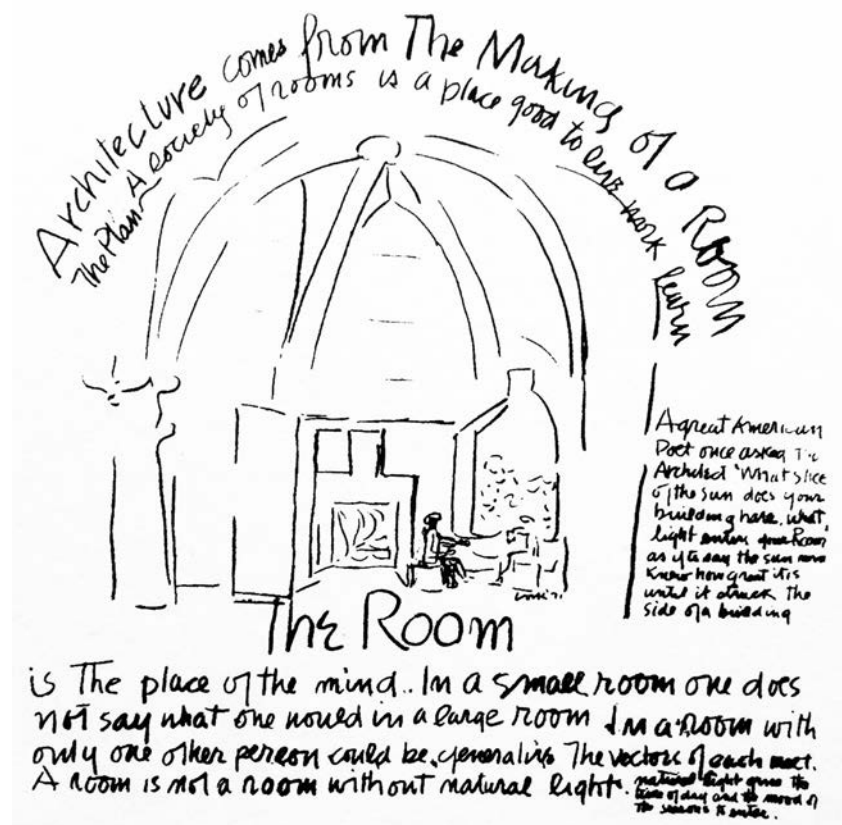 Architecture comes from The Making of a Room
The Plan A society of rooms is a place good to live work learn
A great American
Poet once asked the
Architect 'What slice
of the sun does your
building have, what
light enters your Room'
as if to say the sun never
knew how great it is
until it struck the
side of a building
The Room
is The place of the mind.. In a small room one does
not say what one would in a large room In a room with
only one other person could be generative The vectors of each meet.
A room is not a room without natural light.
natural light gives the
time of day and the mood of
the seasons to enter.